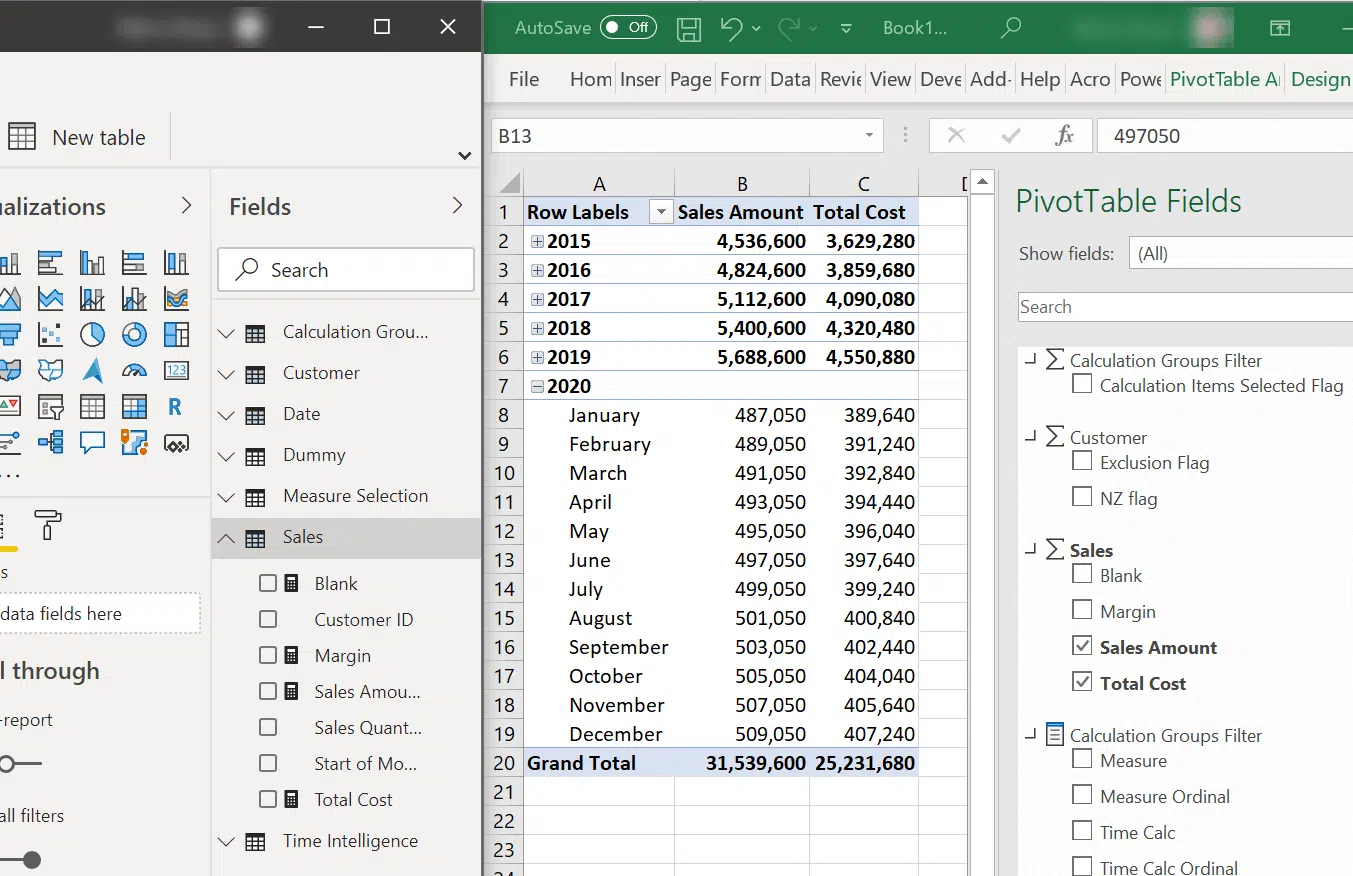 New table
alizations
Fields
Search
Calculation Grou...
Customer
Date
Dummy
Measure Selection
Sales
Blank
Customer ID
Margin
Sales Amou...
Sales Quant...
Start of Mo...
Total Cost
Time Intelligence
123
R
...
s
data fields here
l through
-report
all filters
AutoSave Off Book1...
File Hom Inser Page Form Data Revie View Deve Add- Help Acro Powe PivotTable A Design
B13 fx 497050
A B C D
1 Row Labels Sales Amount Total Cost
2 2015 4,536,600 3,629,280
3 2016 4,824,600 3,859,680
4 2017 5,112,600 4,090,080
5 2018 5,400,600 4,320,480
6 2019 5,688,600 4,550,880
7 2020
8 January 487,050 389,640
9 February 489,050 391,240
10 March 491,050 392,840
11 April 493,050 394,440
12 May 495,050 396,040
13 June 497,050 397,640
14 July 499,050 399,240
15 August 501,050 400,840
16 September 503,050 402,440
17 October 505,050 404,040
18 November 507,050 405,640
19 December 509,050 407,240
20 Grand Total 31,539,600 25,231,680
21
22
23
24
PivotTable Fields
Show fields: (All)
Search
Σ Calculation Groups Filter
Calculation Items Selected Flag
Σ Customer
Exclusion Flag
NZ flag
Σ Sales
Blank
Margin
Sales Amount
Total Cost
Calculation Groups Filter
Measure
Measure Ordinal
Time Calc
Time Calc Ordinal